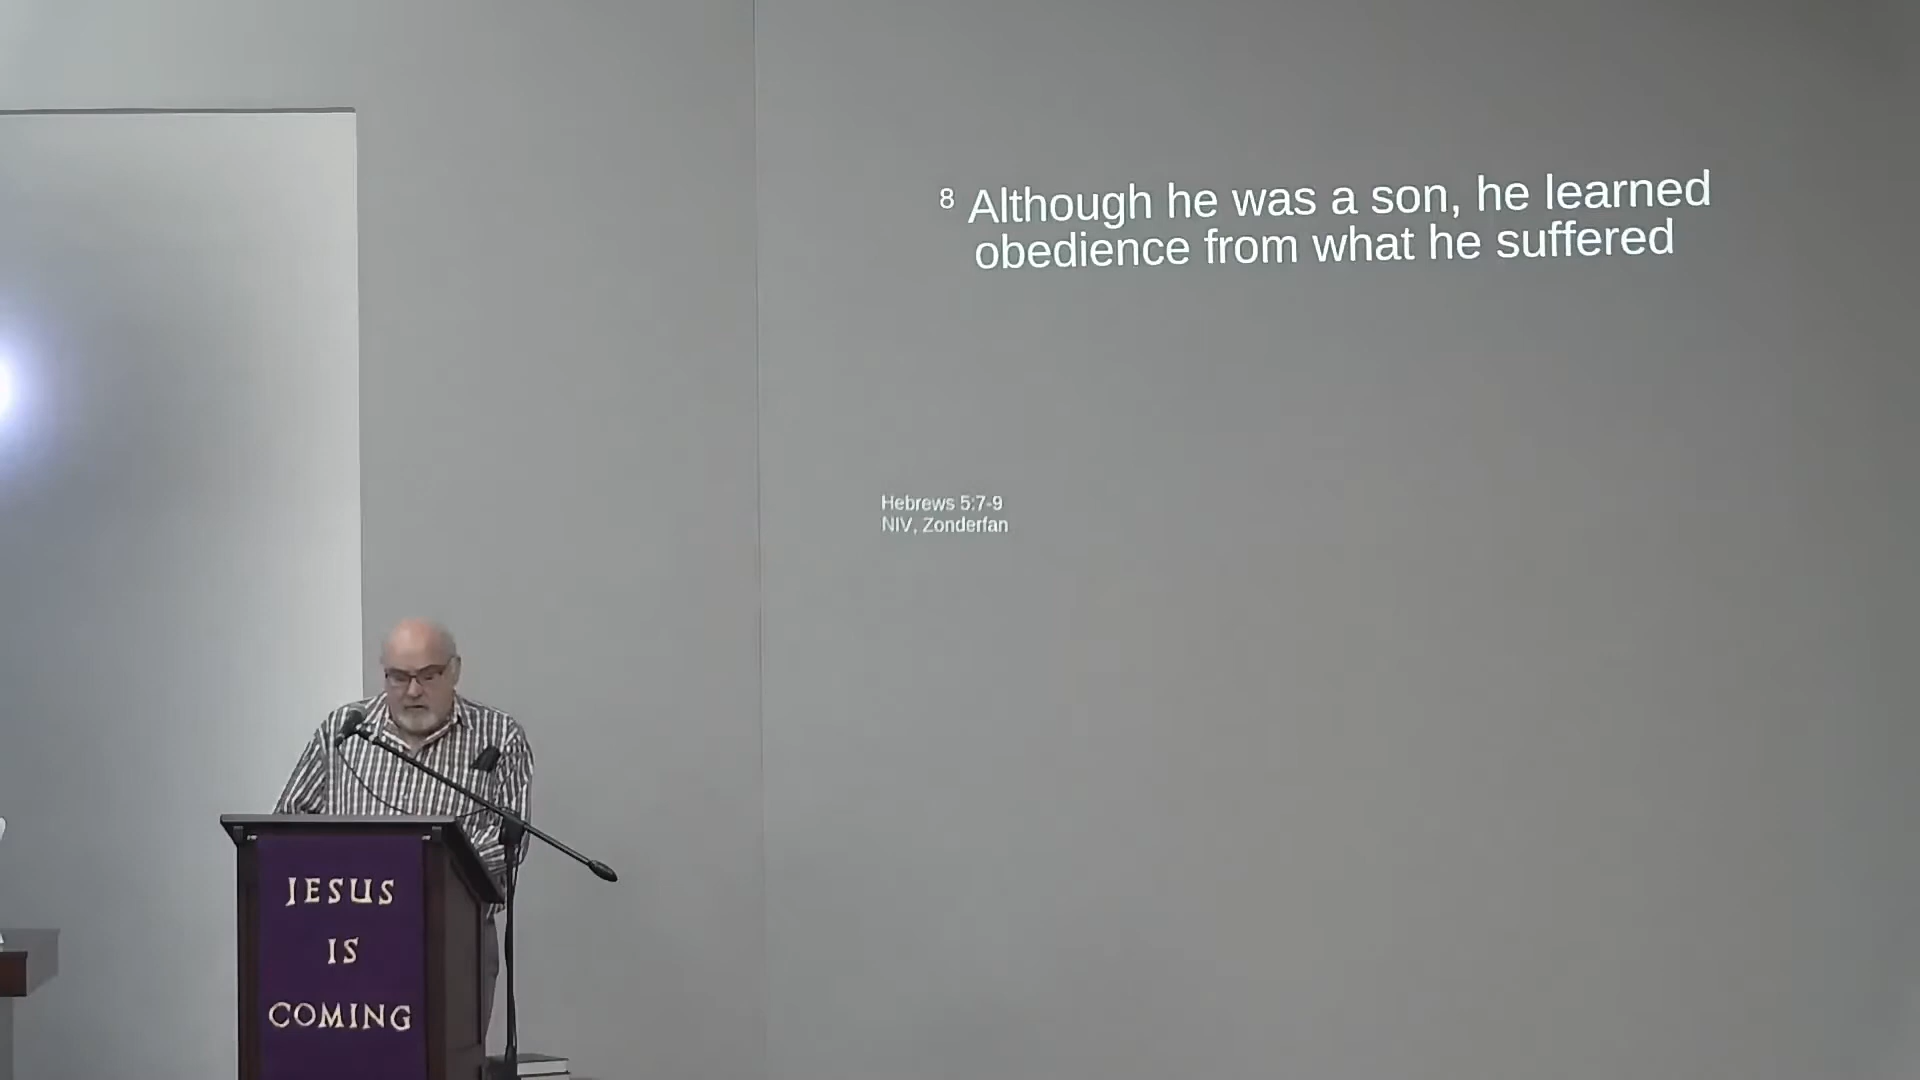 8 Although he was a son, he learned
obedience from what he suffered
Hebrews 5:7-9
NIV, Zonderfan
JESUS
IS
COMING